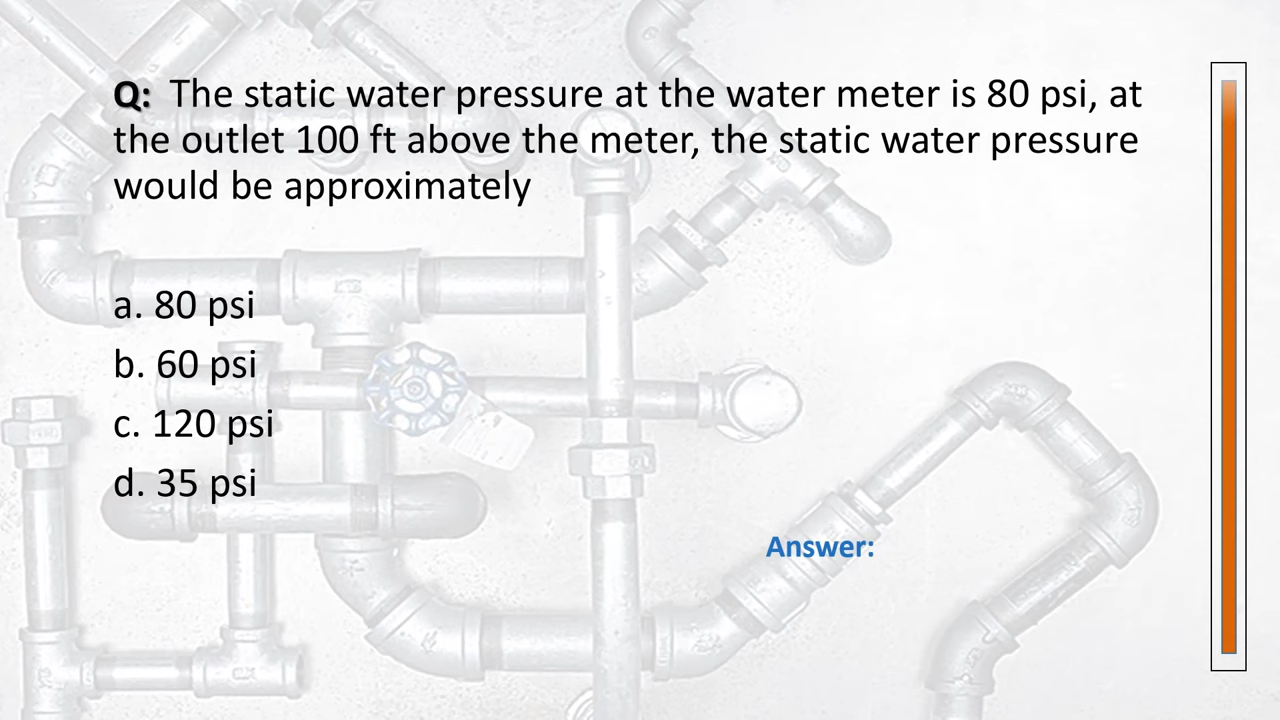 Q: The static water pressure at the water meter is 80 psi, at
the outlet 100 ft above the meter, the static water pressure
would be approximately
a. 80 psi
b. 60 psi
c. 120 psi
d. 35 psi
Answer: